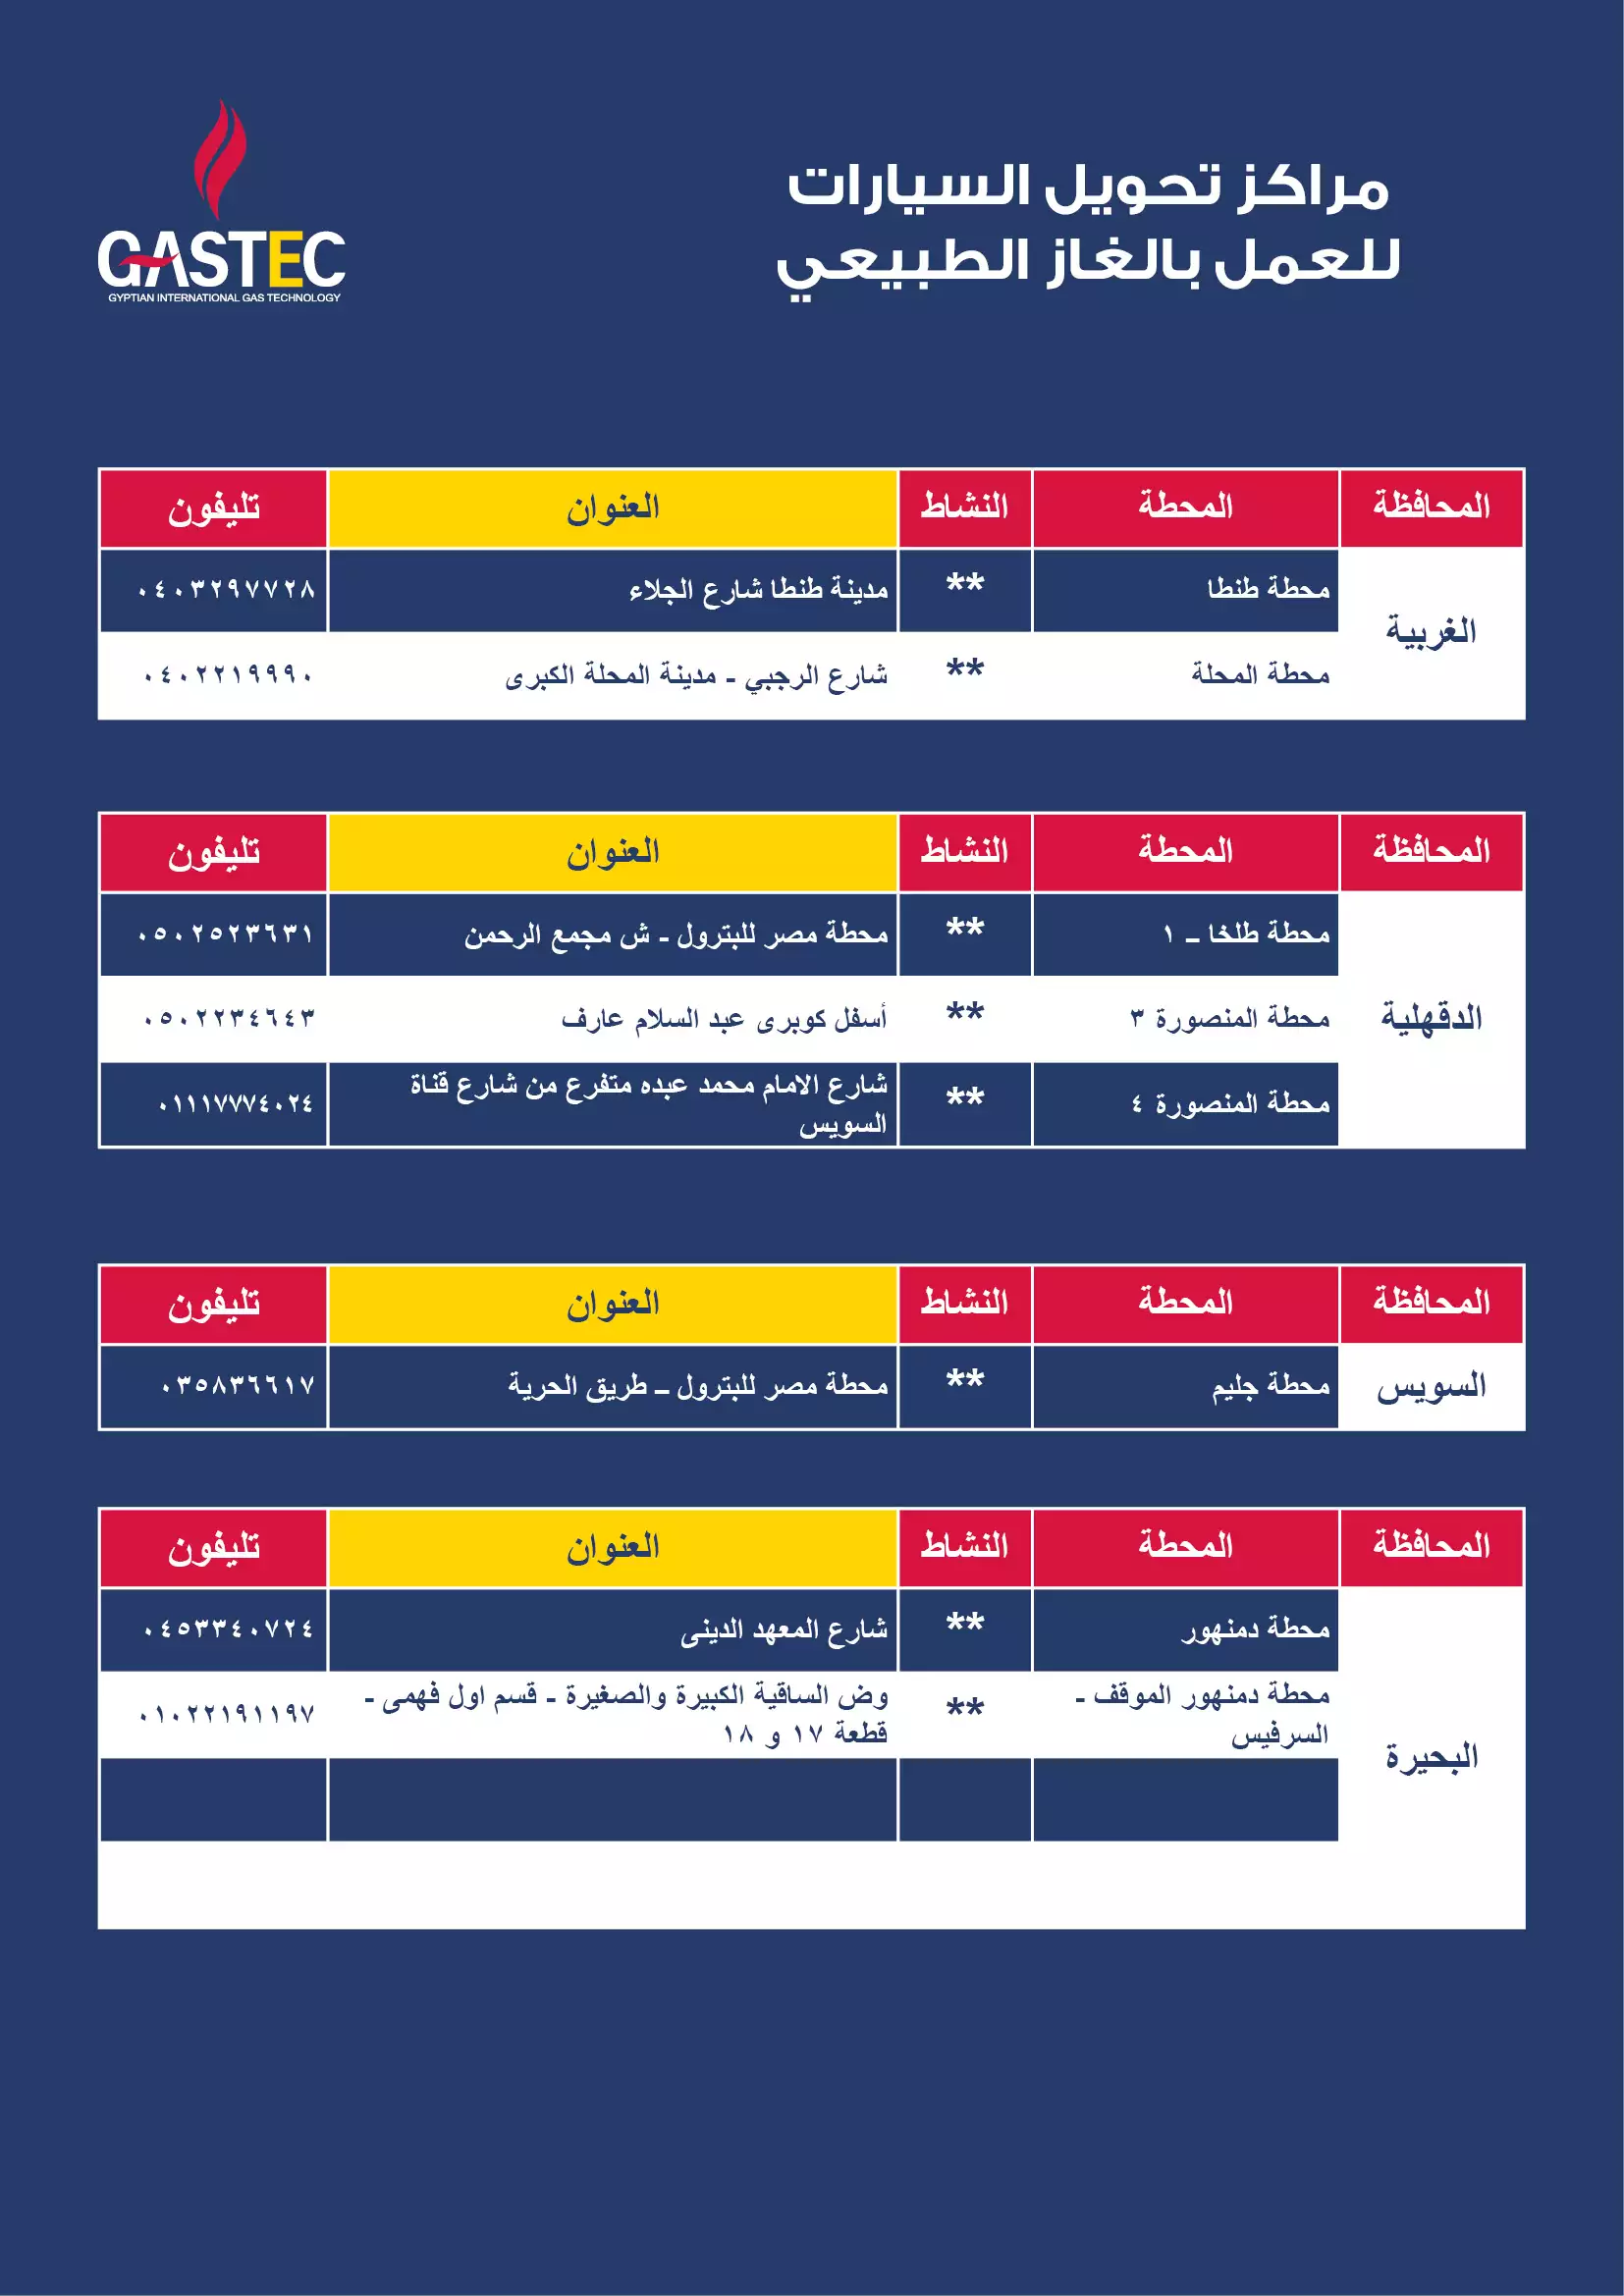 GASTEC
GYPTIAN INTERNATIONAL GAS TECHNOLOGY
مراكز تحويل السيارات
للعمل بالغاز الطبيعي
المحافظة المحطة النشاط العنوان تليفون
الغربية
محطة طنطا ** مدينة طنطا شارع الجلاء ٠٤٠٣٢٩٧٧٢٨
محطة المحلة ** شارع الرجبي - مدينة المحلة الكبرى ٠٤٠٢٢١٩٩٩٠
المحافظة المحطة النشاط العنوان تليفون
الدقهلية
محطة طلخا – ١ ** محطة مصر للبترول - ش مجمع الرحمن ٠٥٠٢٥٢٣٦٣١
محطة المنصورة ٣ ** أسفل كوبرى عبد السلام عارف ٠٥٠٢٢٣٤٦٤٣
محطة المنصورة ٤ ** شارع الامام محمد عبده متفرع من شارع قناة
السويس ٠١١١٧٧٧٤٠٢٤
المحافظة المحطة النشاط العنوان تليفون
السويس
محطة جليم ** محطة مصر للبترول – طريق الحرية ٠٣٥٨٣٦٦١٧
المحافظة المحطة النشاط العنوان تليفون
البحيرة
محطة دمنهور ** شارع المعهد الدينى ٠٤٥٣٣٤٠٧٢٤
محطة دمنهور الموقف -
السرفيس ** وض الساقية الكبيرة والصغيرة - قسم اول فهمى -
قطعة ١٧ و ١٨ ٠١٠٢٢١٩١١٩٧